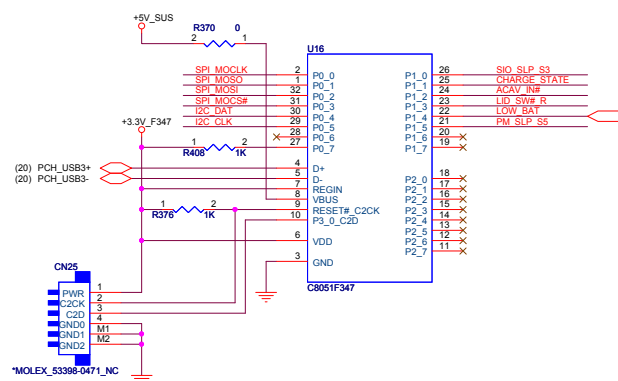 +5V_SUS
R370 0
2 1
U16
SPI_MOCLK 2 P0_0 P1_0 26 SIO_SLP_S3
SPI_MOSO 1 P0_1 P1_1 25 CHARGE_STATE
SPI_MOSI 32 P0_2 P1_2 24 ACAV_IN#
SPI_MOCS# 31 P0_3 P1_3 23 LID_SW#_R
I2C_DAT 30 P0_4 P1_4 22 LOW_BAT
I2C_CLK 29 P0_5 P1_5 21 PM_SLP_S5
28 P0_6 P1_6 20
27 P0_7 P1_7 19
+3.3V_F347
1 2
R408 1K
(20) PCH_USB3+ 4 D+ P2_0 18
(20) PCH_USB3- 5 D- P2_1 17
7 REGIN P2_2 16
8 VBUS P2_3 15
9 RESET#_C2CK P2_4 14
10 P3_0_C2D P2_5 13
P2_6 12
6 VDD P2_7 11
1 2
R376 1K
3 GND
C8051F347
CN25
PWR 1
C2CK 2
C2D 3
GND0 4
GND1 M1
GND2 M2
*MOLEX_53398-0471_NC